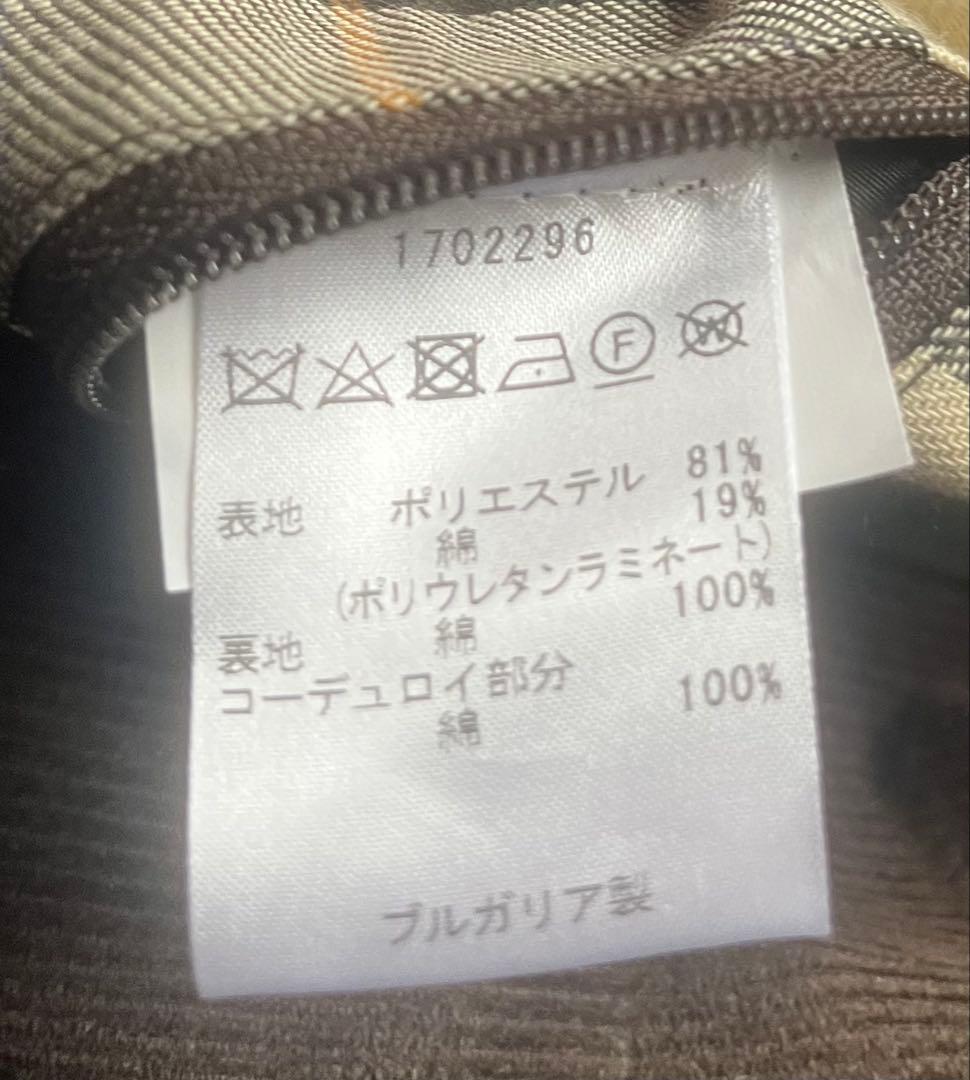 1702296
F W
表地 ポリエステル 81%
綿 19%
(ポリウレタンラミネート)
裏地 綿 100%
コーデュロイ部分
綿 100%
ブルガリア製